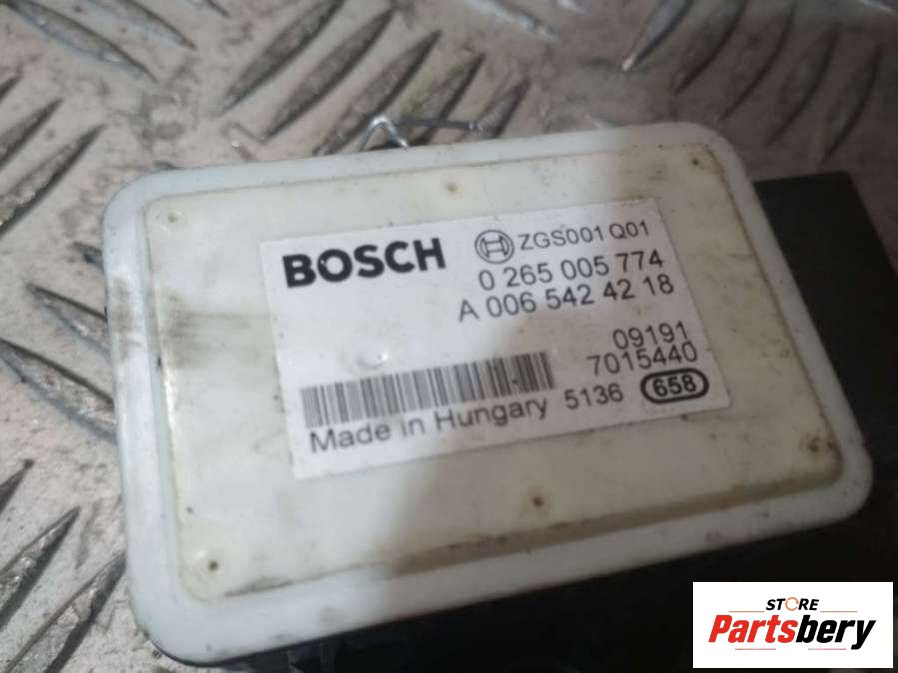 BOSCH
ZGS001 Q01
0 265 005 774
A 006 542 42 18
09191
7015440
5136 658
Made in Hungary
STORE
Partsbery